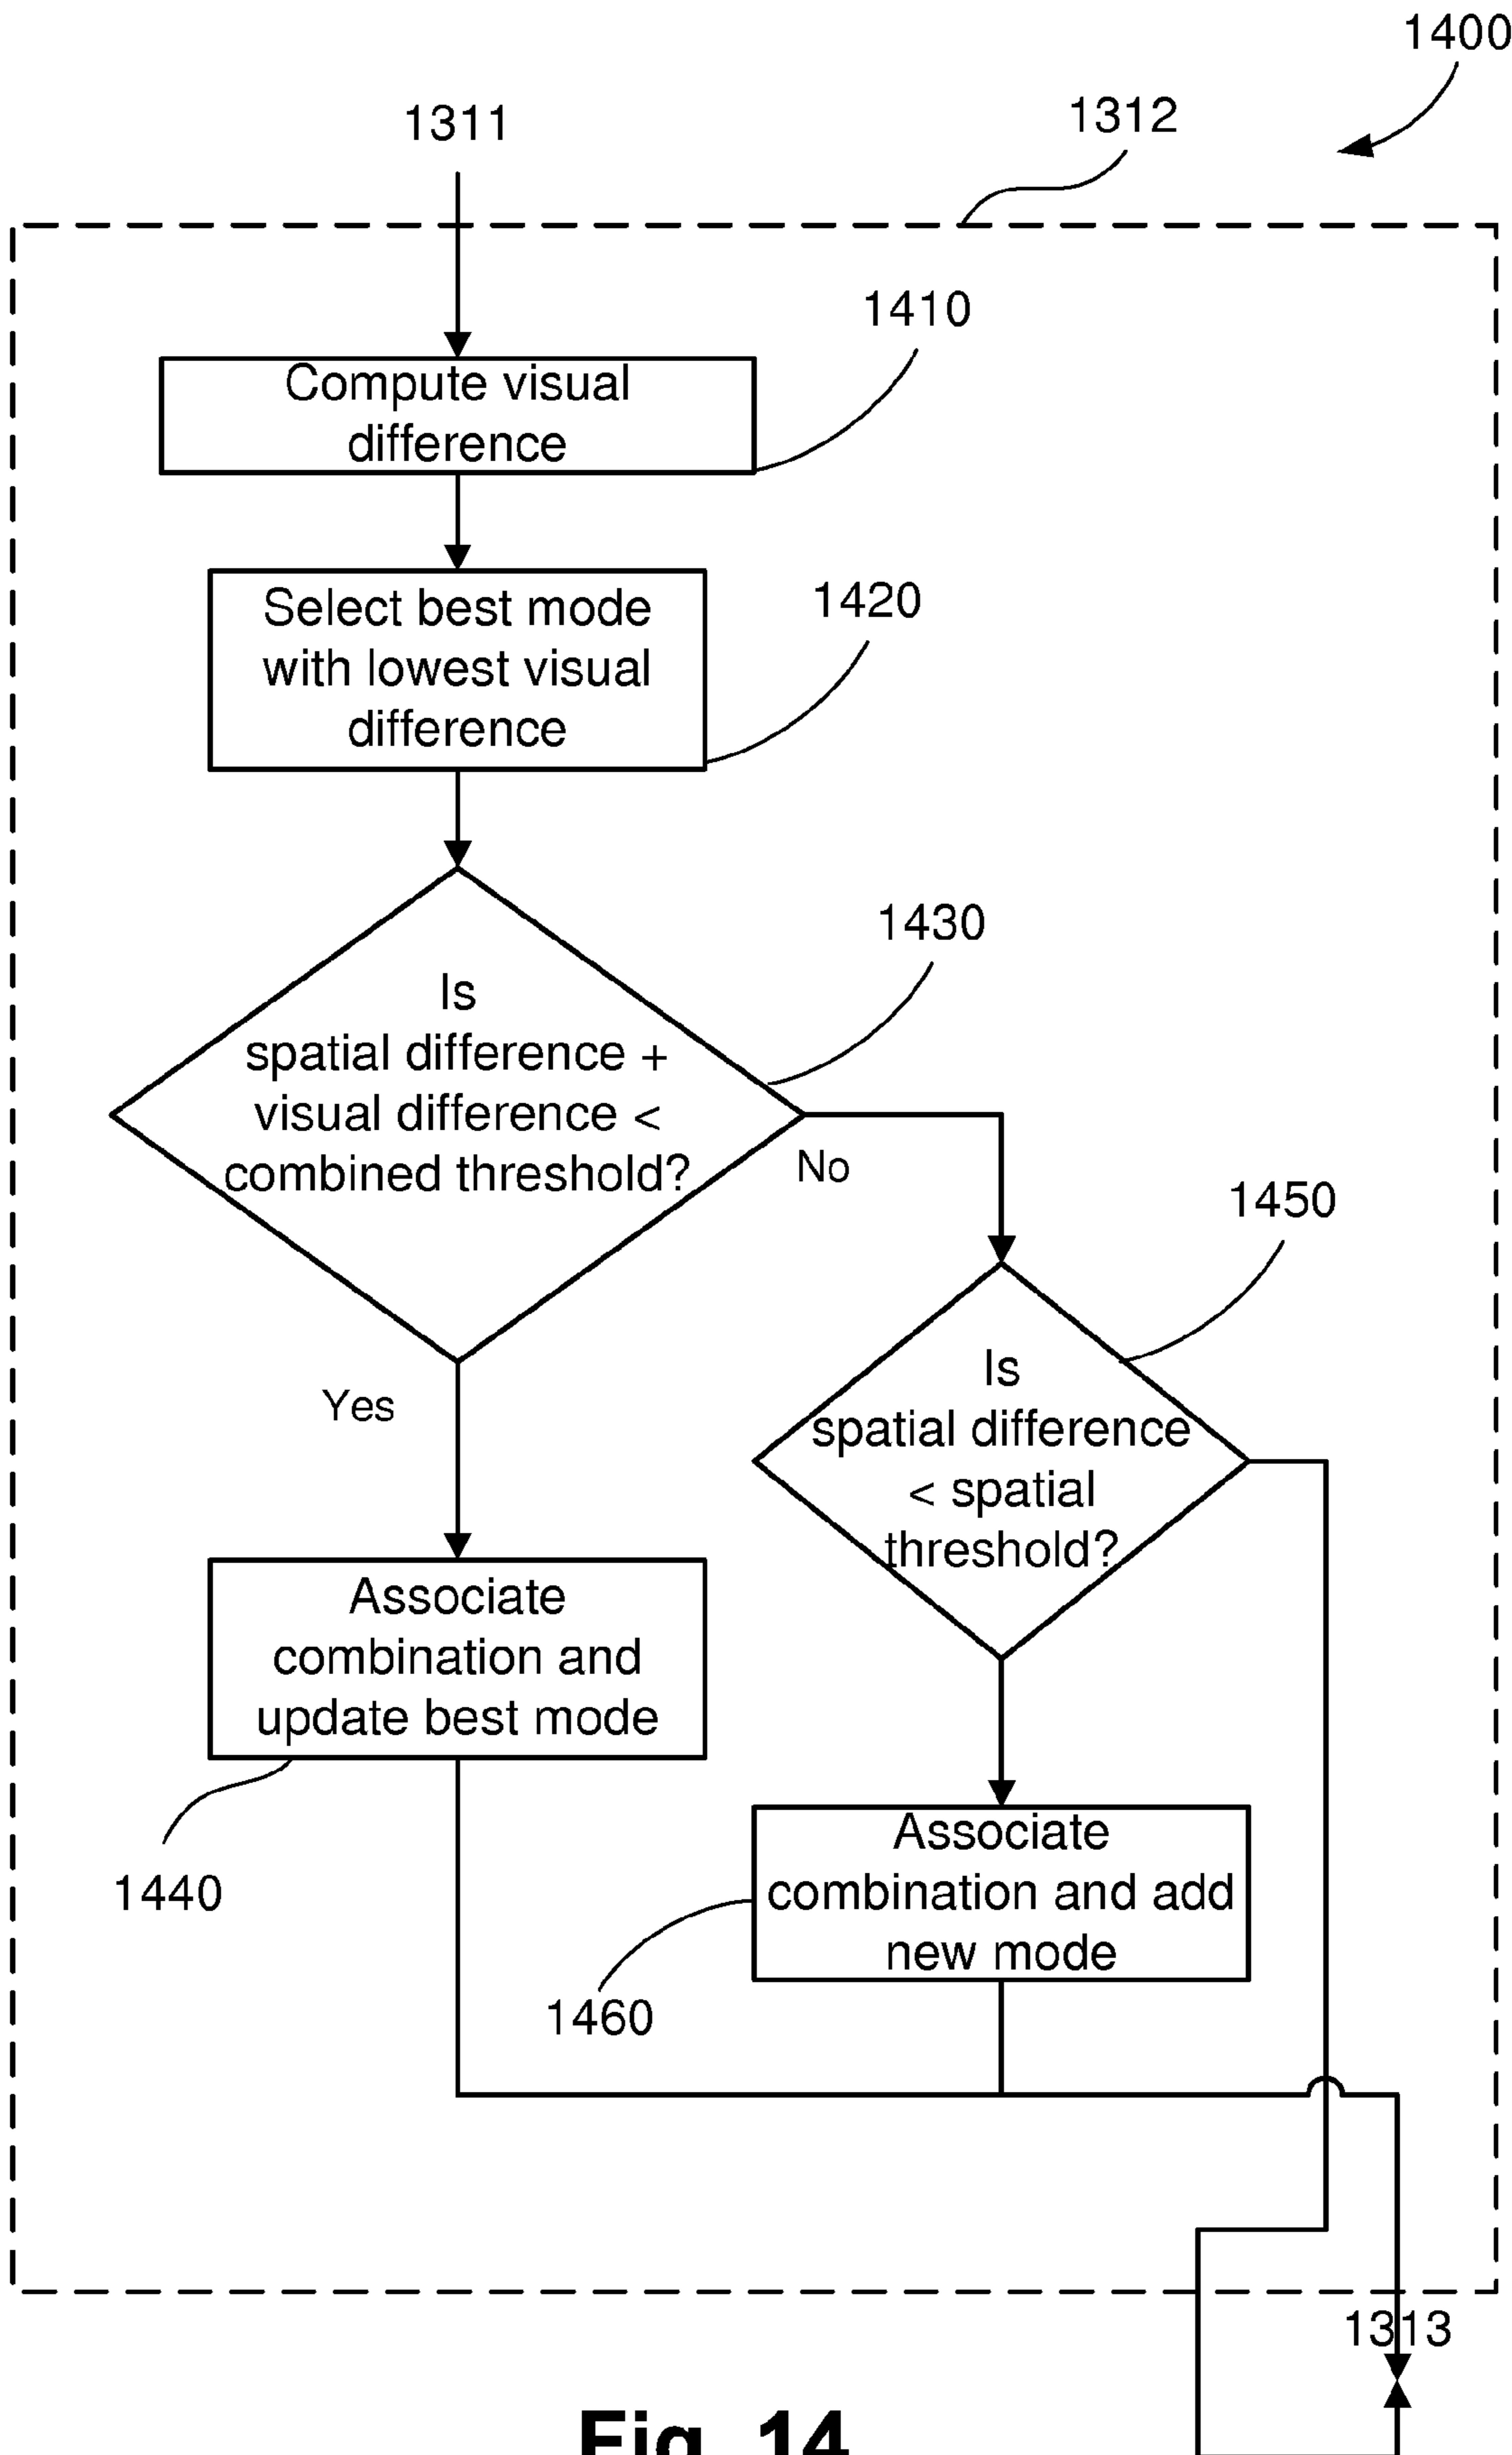 1400
1311
1312
1410
Compute visual
difference
1420
Select best mode
with lowest visual
difference
1430
Is
spatial difference +
visual difference <
combined threshold?
No
1450
Is
spatial difference
< spatial
threshold?
Yes
Associate
combination and
update best mode
1440
Associate
combination and add
new mode
1460
1313
Fig. 14